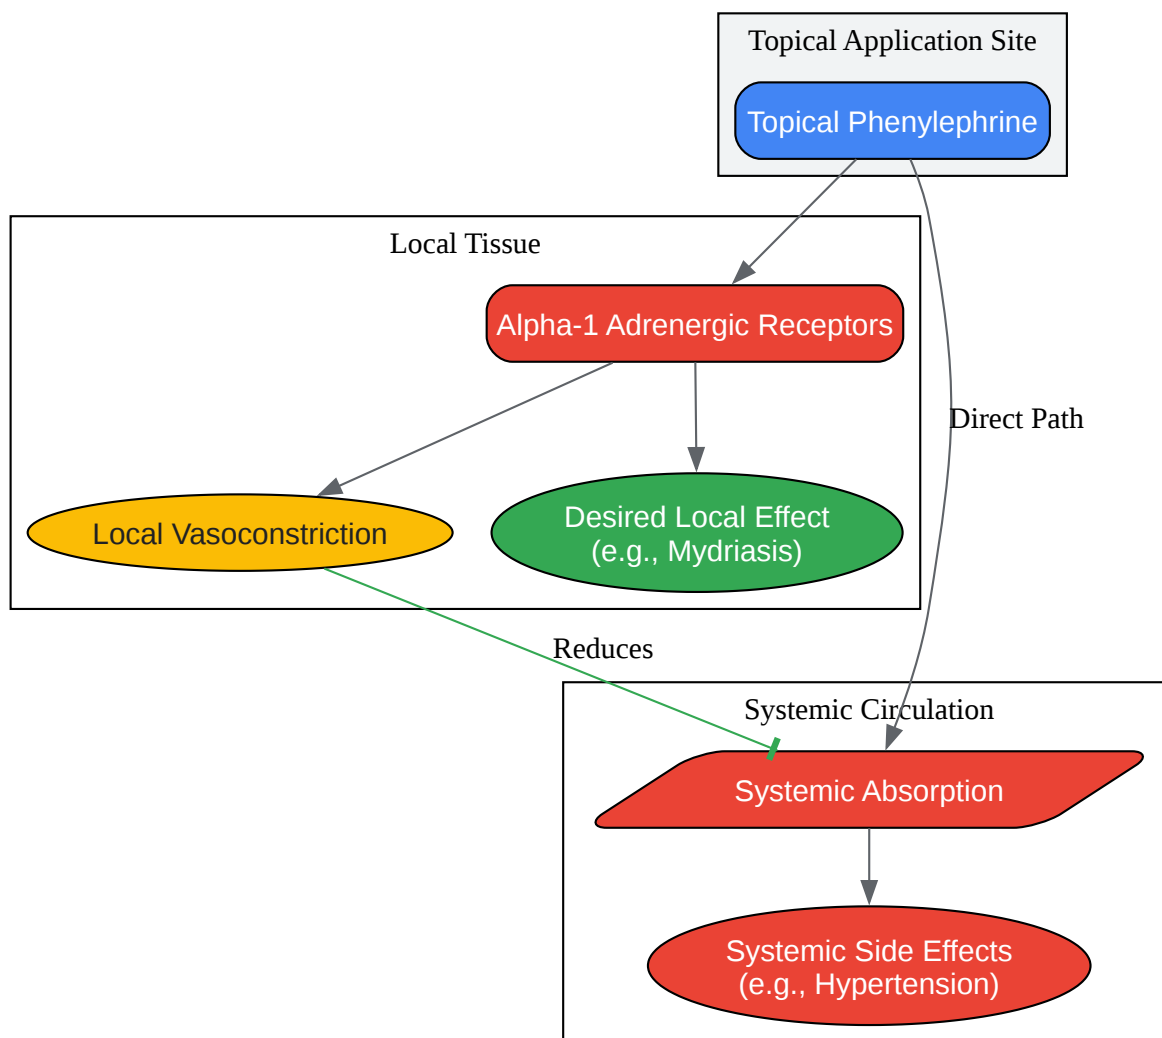 Topical Application Site
Topical Phenylephrine
Local Tissue
Alpha-1 Adrenergic Receptors
Direct Path
Local Vasoconstriction
Desired Local Effect
(e.g., Mydriasis)
Reduces
Systemic Circulation
Systemic Absorption
Systemic Side Effects
(e.g., Hypertension)